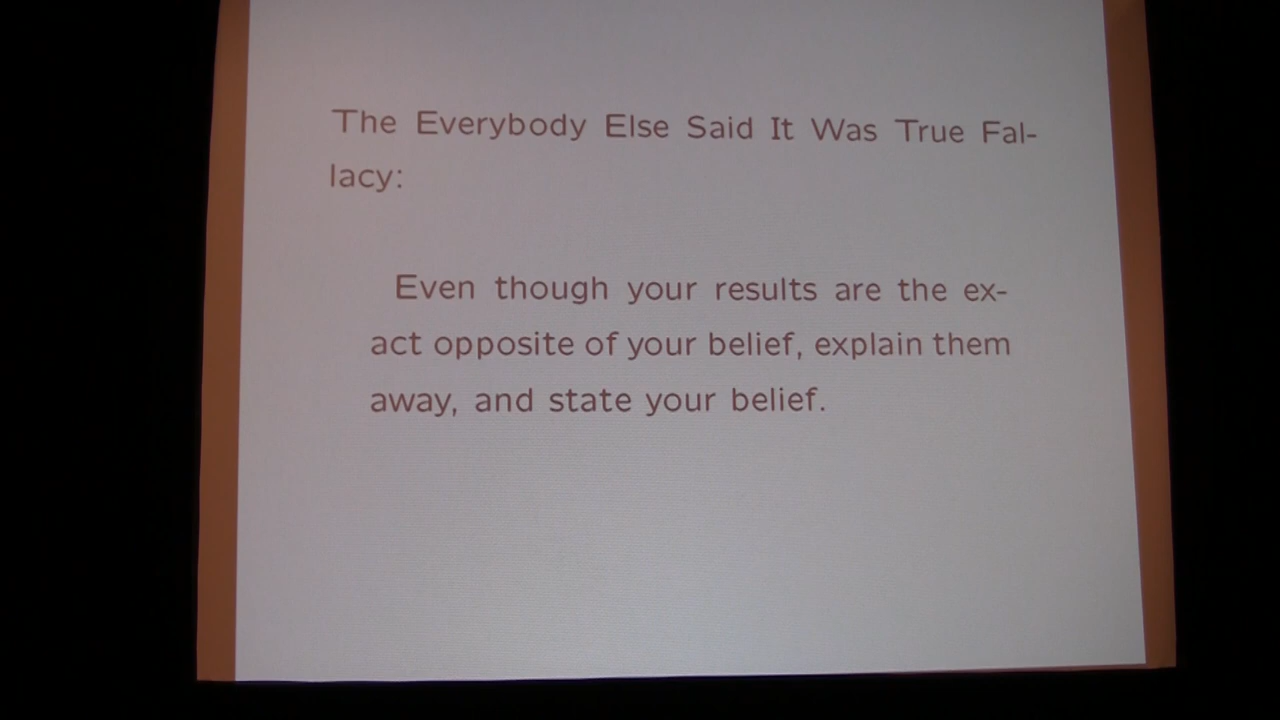 The Everybody Else Said It Was True Fal-
lacy:
Even though your results are the ex-
act opposite of your belief, explain them
away, and state your belief.